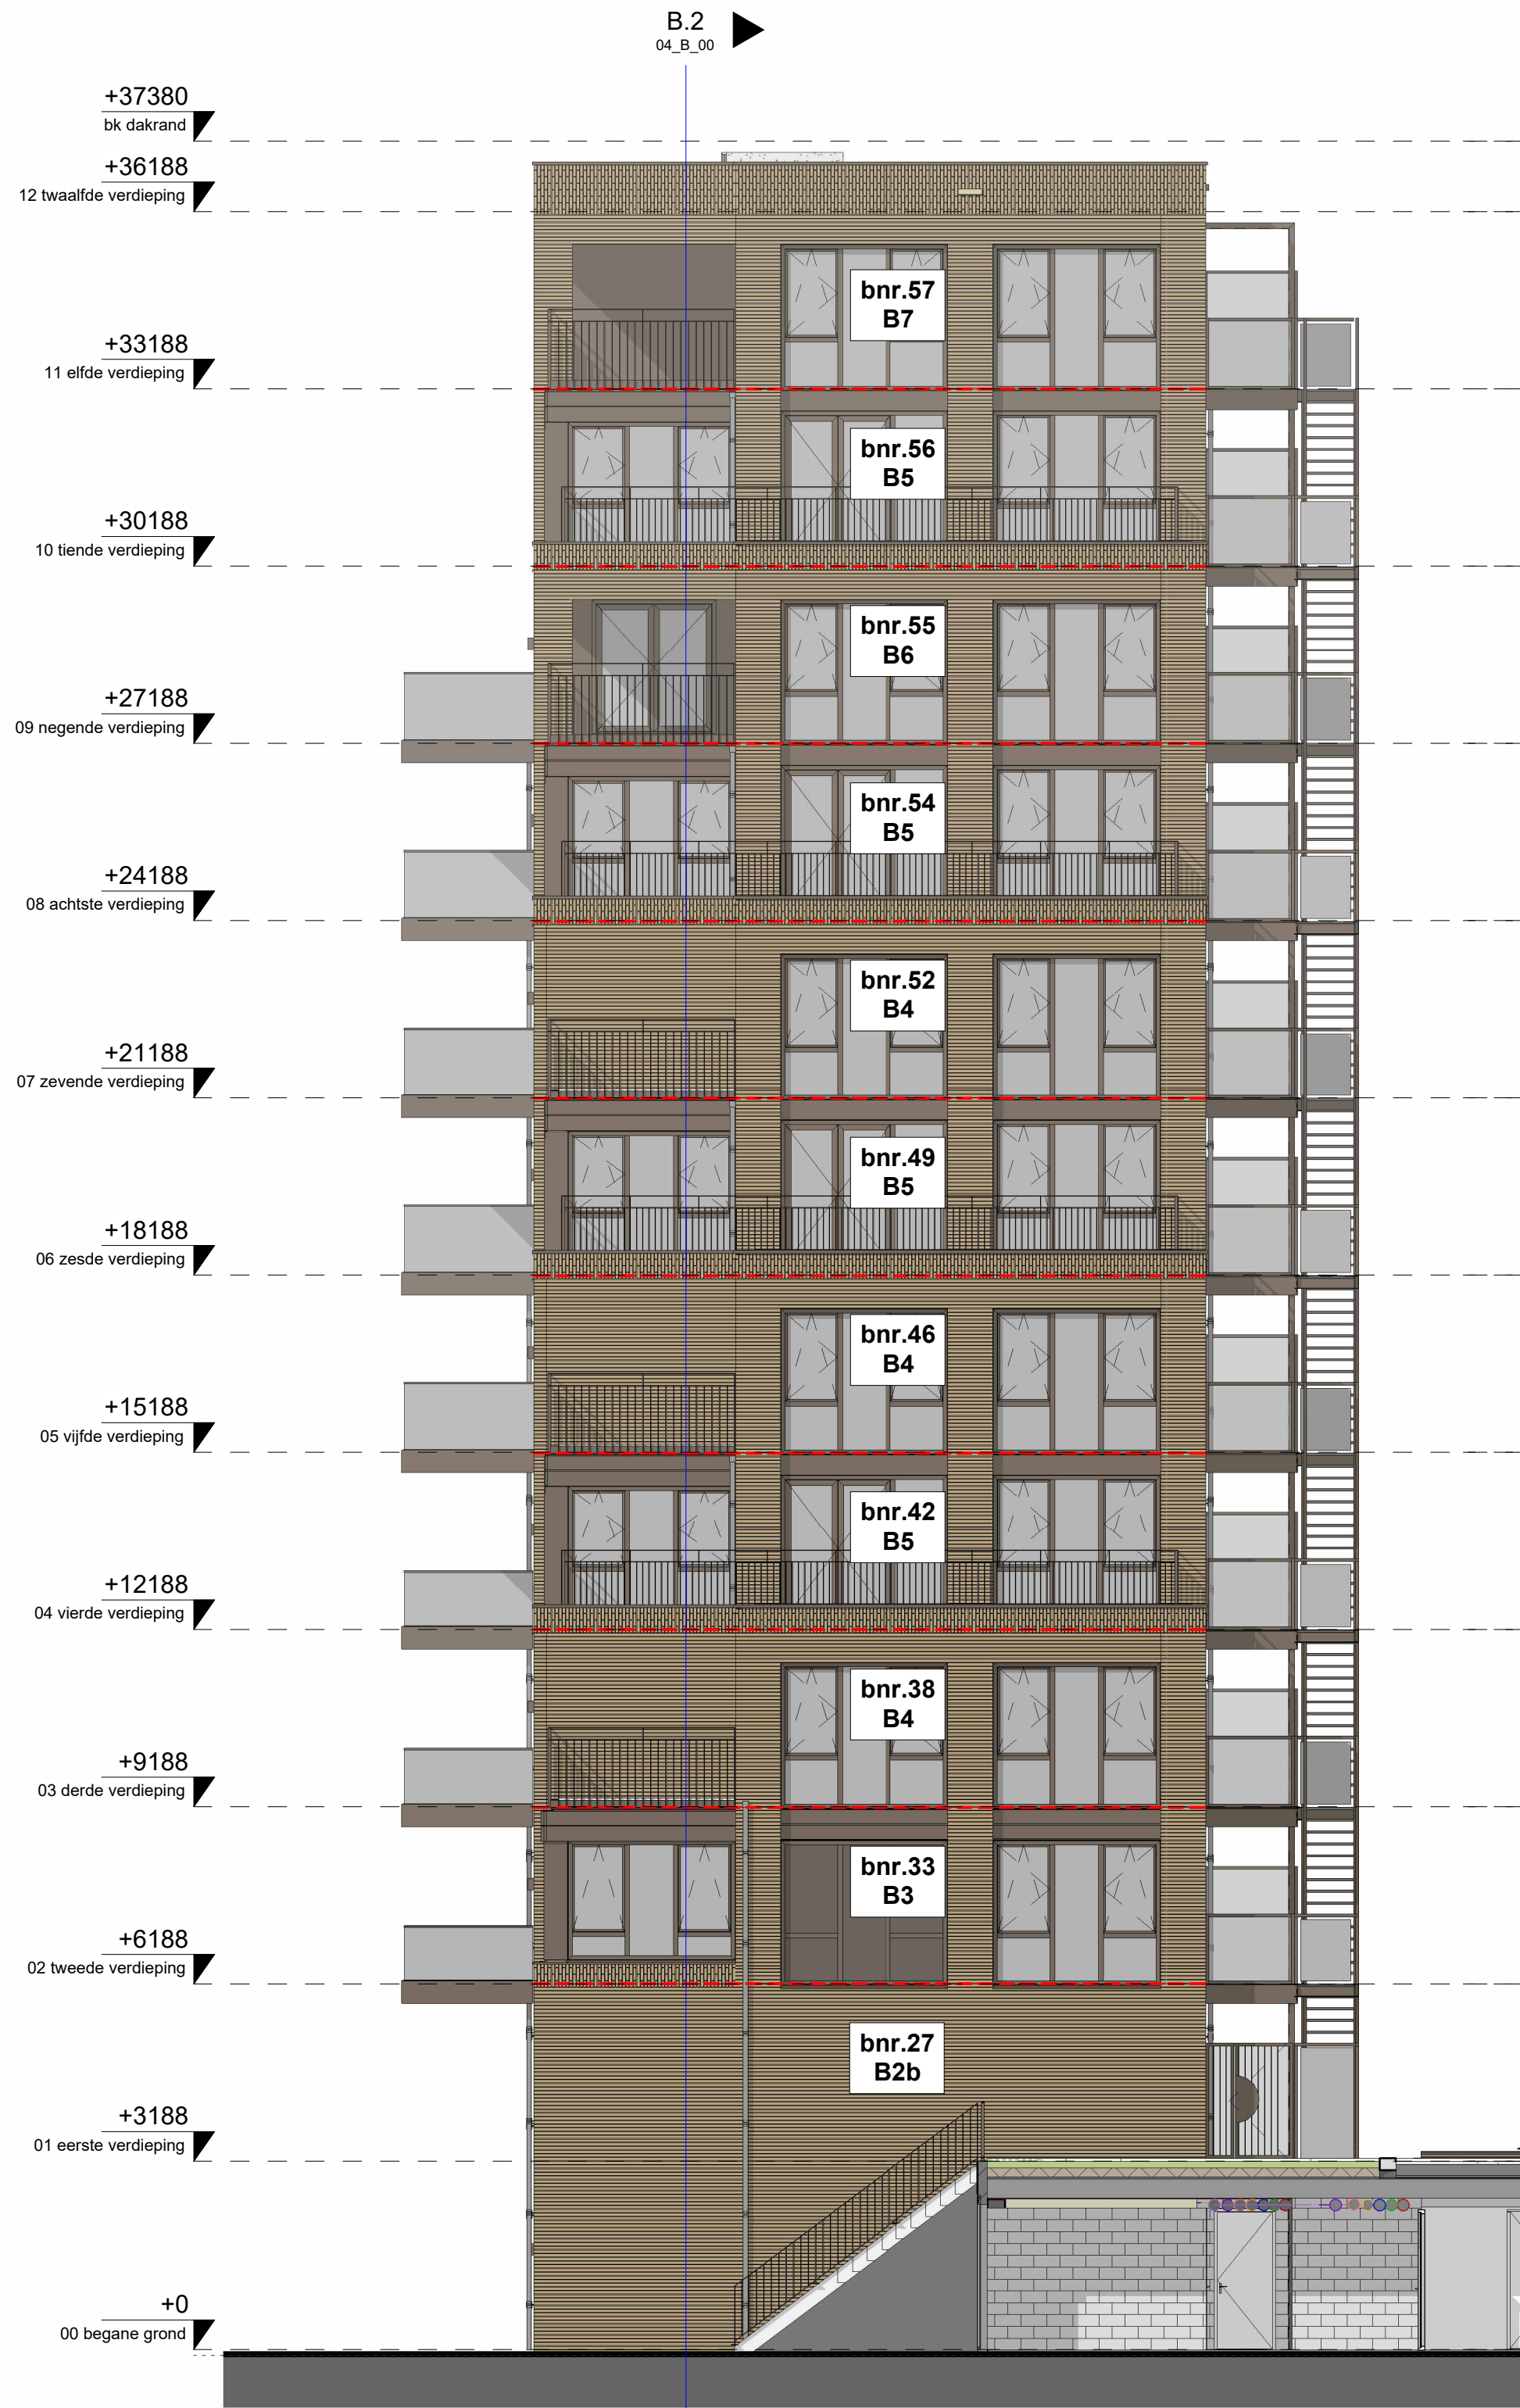 B.2
04_B_00
+37380
bk dakrand
+36188
12 twaalfde verdieping
bnr.57
B7
+33188
11 elfde verdieping
bnr.56
B5
+30188
10 tiende verdieping
bnr.55
B6
+27188
09 negende verdieping
bnr.54
B5
+24188
08 achtste verdieping
bnr.52
B4
+21188
07 zevende verdieping
bnr.49
B5
+18188
06 zesde verdieping
bnr.46
B4
+15188
05 vijfde verdieping
bnr.42
B5
+12188
04 vierde verdieping
bnr.38
B4
+9188
03 derde verdieping
bnr.33
B3
+6188
02 tweede verdieping
bnr.27
B2b
+3188
01 eerste verdieping
+0
00 begane grond